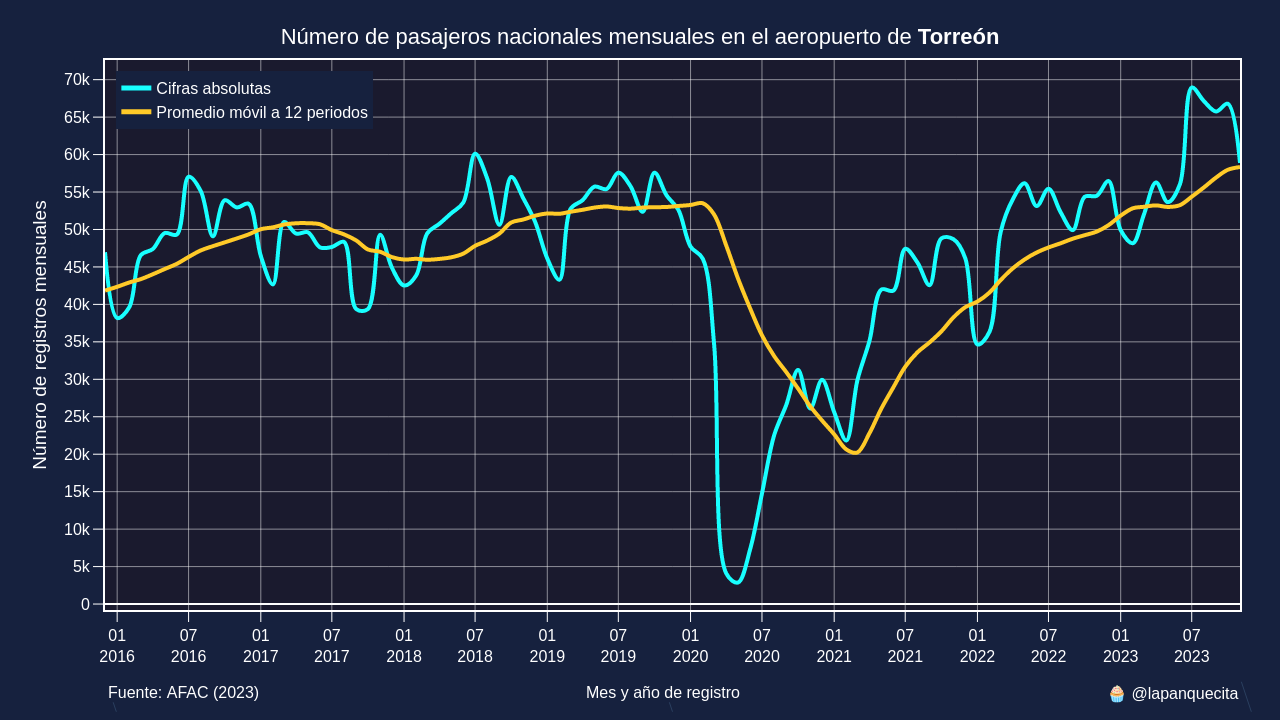 Número de pasajeros nacionales mensuales en el aeropuerto de Torreón
Cifras absolutas
Promedio móvil a 12 periodos
Número de registros mensuales
70k
65k
60k
55k
50k
45k
40k
35k
30k
25k
20k
15k
10k
5k
0
01 07 01 07 01 07 01 07 01 07 01 07 01 07 01 07
2016 2016 2017 2017 2018 2018 2019 2019 2020 2020 2021 2021 2022 2022 2023 2023
Fuente: AFAC (2023) Mes y año de registro 🧁 @lapanquecita